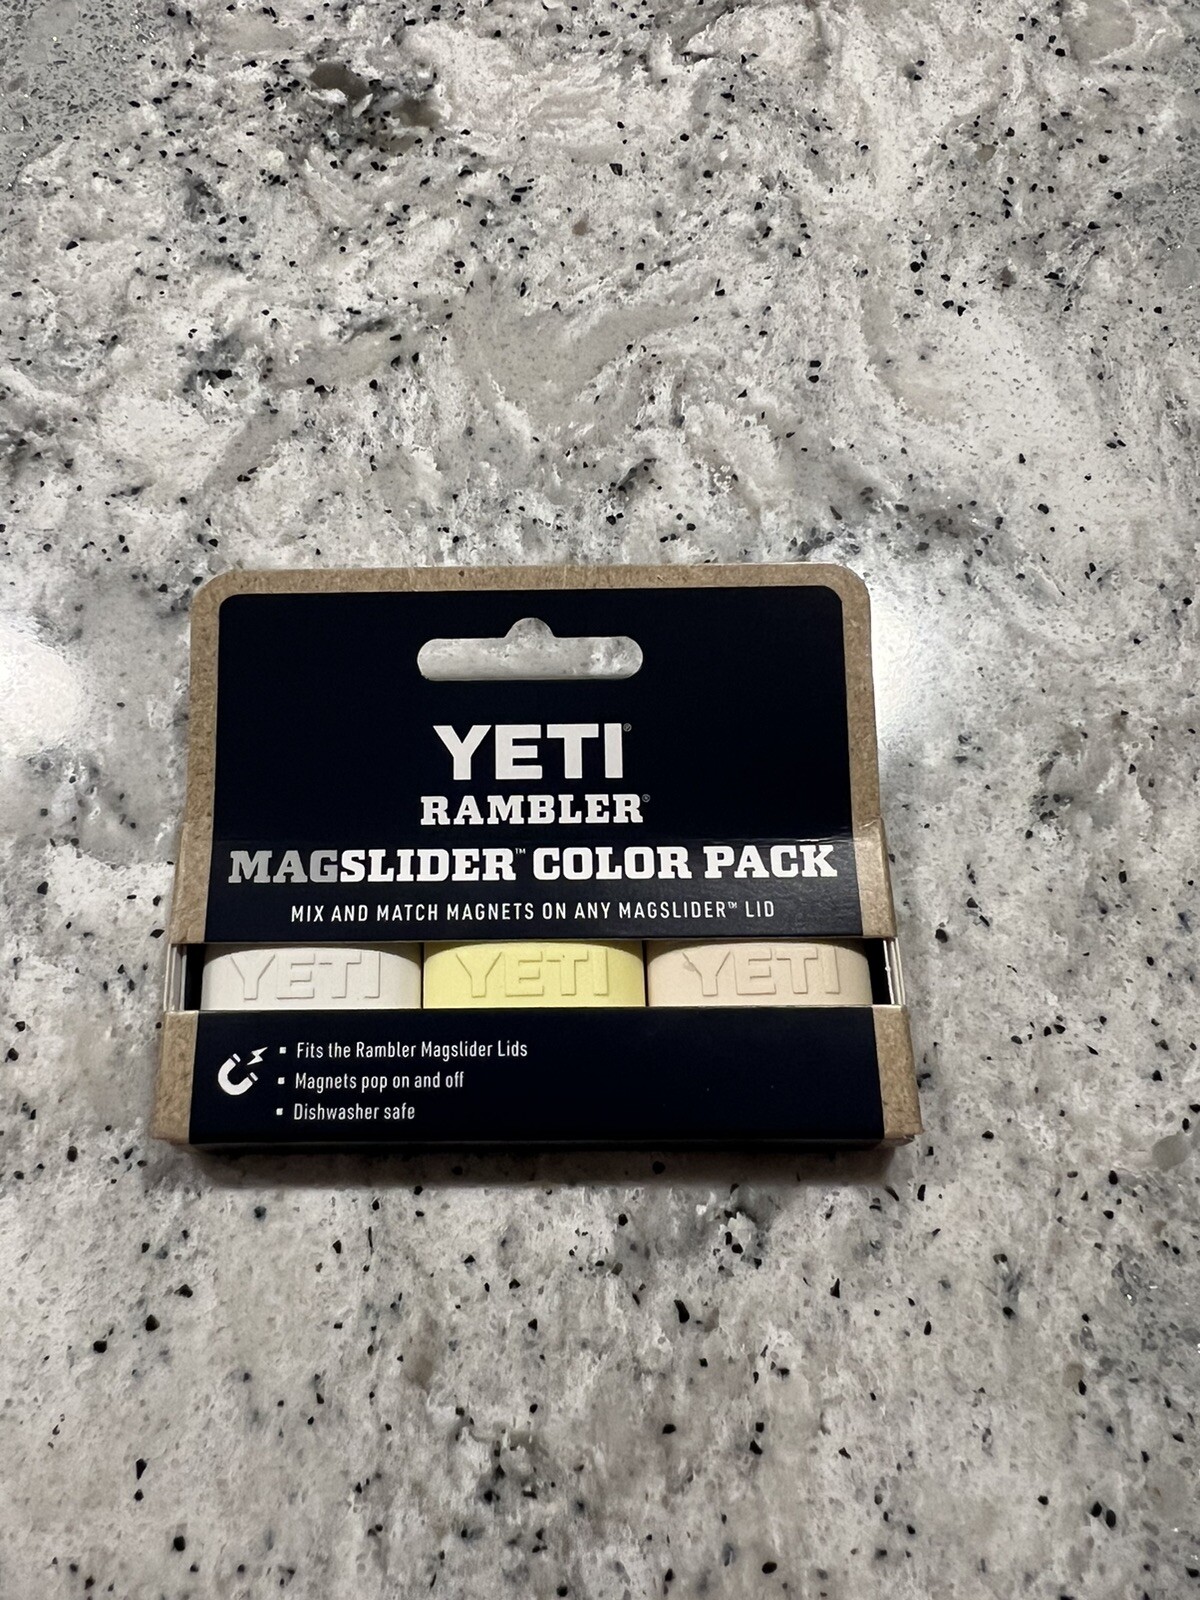 YETI®
RAMBLER®
MAGSLIDER™ COLOR PACK
MIX AND MATCH MAGNETS ON ANY MAGSLIDER™ LID
YETI YETI YETI
▪ Fits the Rambler Magslider Lids
▪ Magnets pop on and off
▪ Dishwasher safe